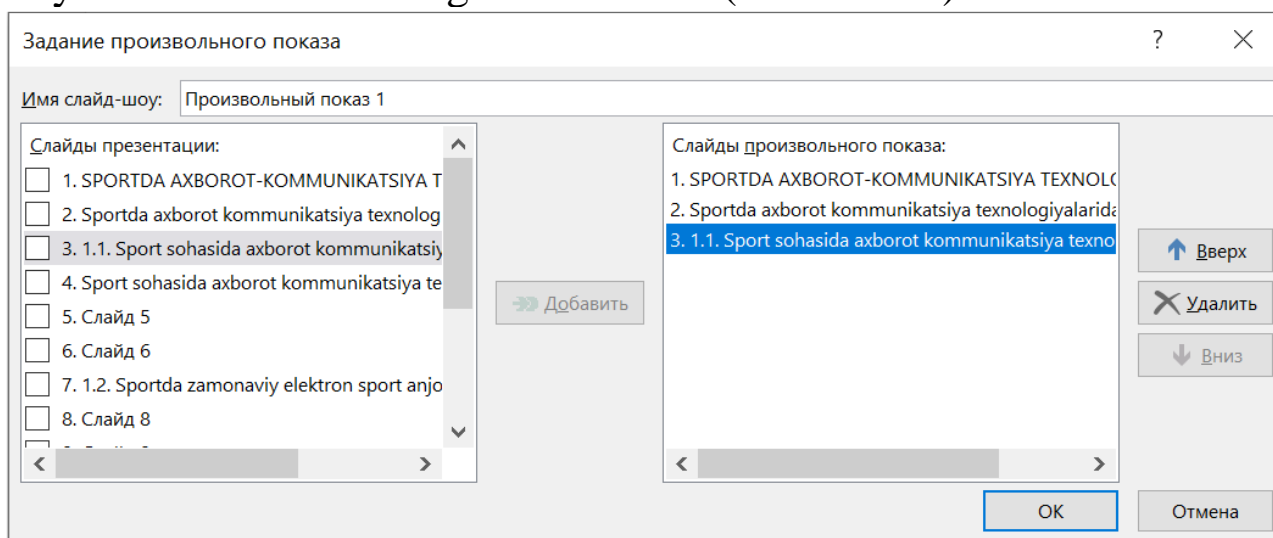 Задание произвольного показа
?
Имя слайд-шоу: Произвольный показ 1
Слайды презентации:
1. SPORTDA AXBOROT-KOMMUNIKATSIYA T
2. Sportda axborot kommunikatsiya texnolog
3. 1.1. Sport sohasida axborot kommunikatsiy
4. Sport sohasida axborot kommunikatsiya te
5. Слайд 5
6. Слайд 6
7. 1.2. Sportda zamonaviy elektron sport anjo
8. Слайд 8
Добавить
Слайды произвольного показа:
1. SPORTDA AXBOROT-KOMMUNIKATSIYA TEXNOL
2. Sportda axborot kommunikatsiya texnologiyalarida
3. 1.1. Sport sohasida axborot kommunikatsiya texno
Вверх
Удалить
Вниз
ОК
Отмена